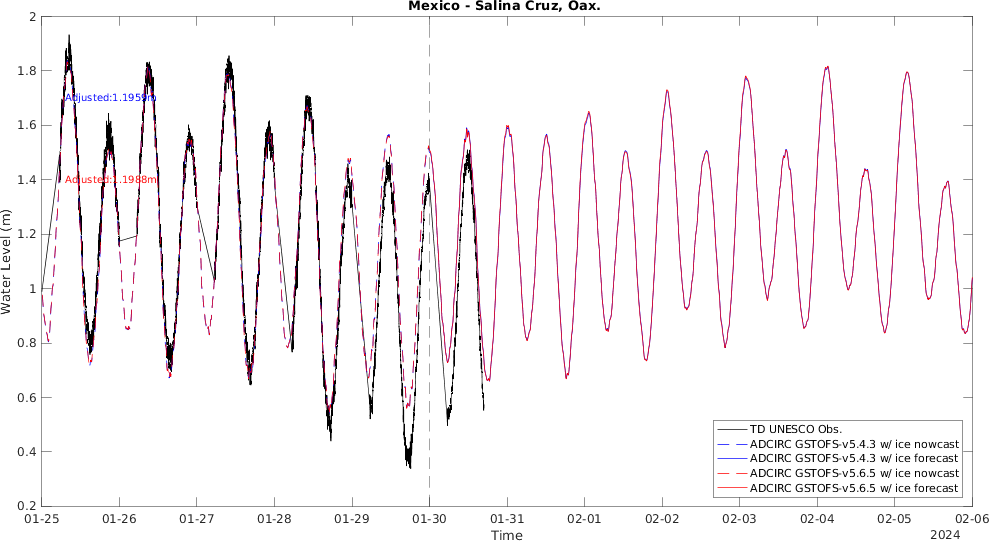 Mexico - Salina Cruz, Oax.
2
1.8
1.6
1.4
1.2
1
0.8
0.6
0.4
0.2
Water Level (m)
Adjusted:1.1959m
Adjusted:1.1988m
TD UNESCO Obs.
ADCIRC GSTOFS-v5.4.3 w/ ice nowcast
ADCIRC GSTOFS-v5.4.3 w/ ice forecast
ADCIRC GSTOFS-v5.6.5 w/ ice nowcast
ADCIRC GSTOFS-v5.6.5 w/ ice forecast
01-25 01-26 01-27 01-28 01-29 01-30 01-31 02-01 02-02 02-03 02-04 02-05 02-06
Time
2024